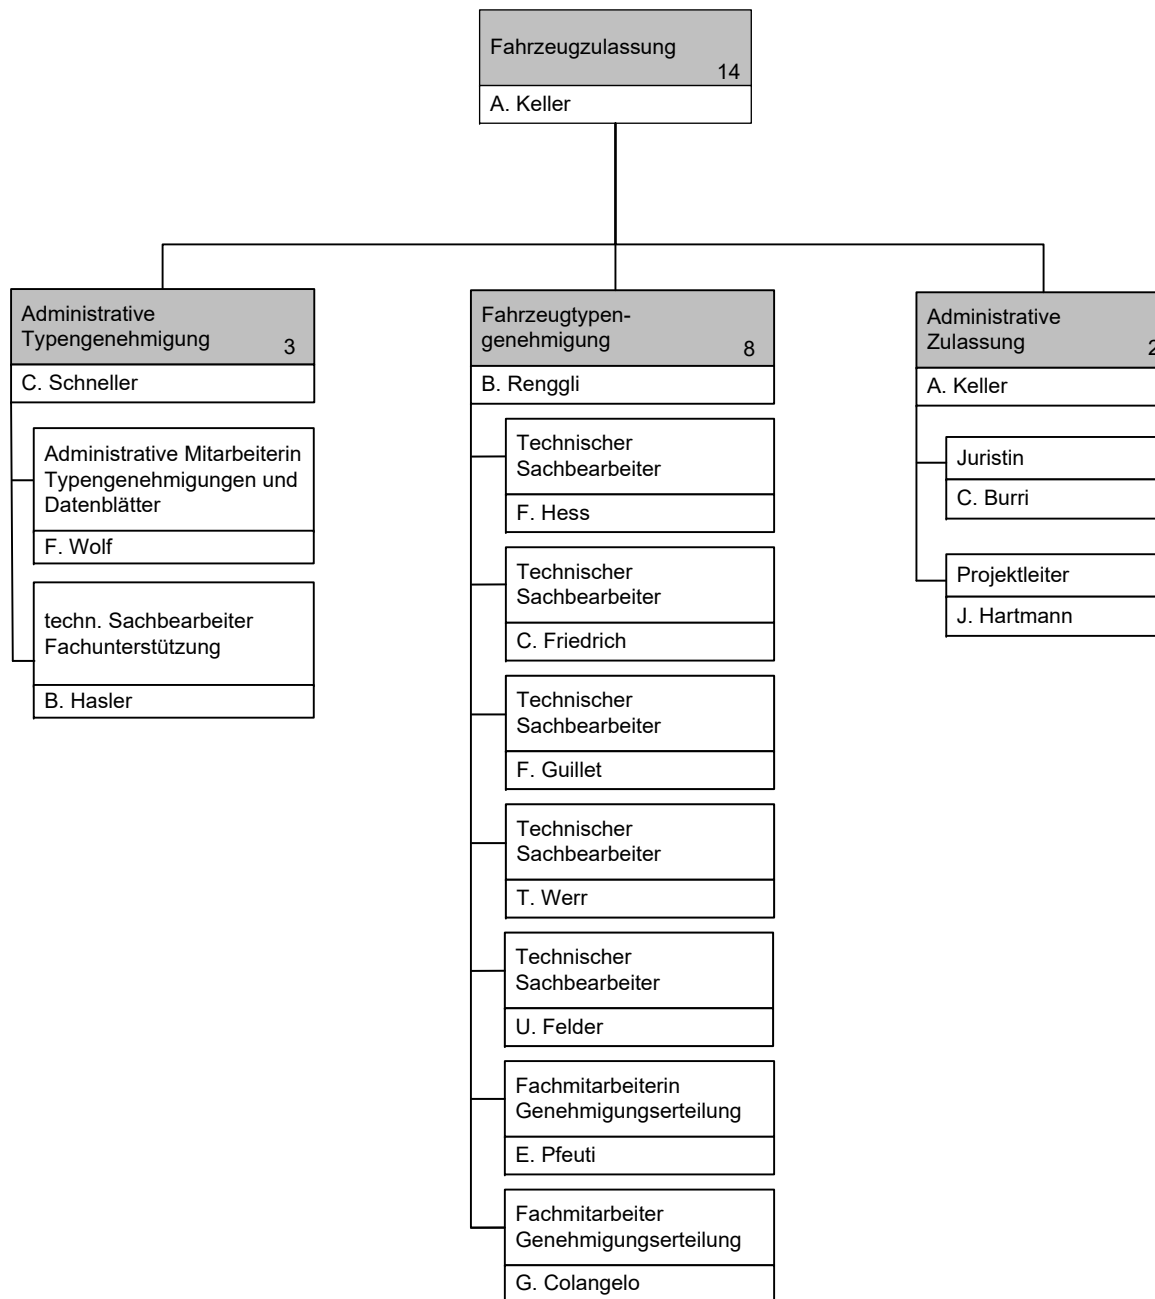 Fahrzeugzulassung
14
A. Keller
Administrative
Typengenehmigung
3
C. Schneller
Administrative Mitarbeiterin
Typengenehmigungen und
Datenblätter
F. Wolf
techn. Sachbearbeiter
Fachunterstützung
B. Hasler
Fahrzeugtypen-
genehmigung
8
B. Renggli
Technischer
Sachbearbeiter
F. Hess
Technischer
Sachbearbeiter
C. Friedrich
Technischer
Sachbearbeiter
F. Guillet
Technischer
Sachbearbeiter
T. Werr
Technischer
Sachbearbeiter
U. Felder
Fachmitarbeiterin
Genehmigungserteilung
E. Pfeuti
Fachmitarbeiter
Genehmigungserteilung
G. Colangelo
Administrative
Zulassung
2
A. Keller
Juristin
C. Burri
Projektleiter
J. Hartmann